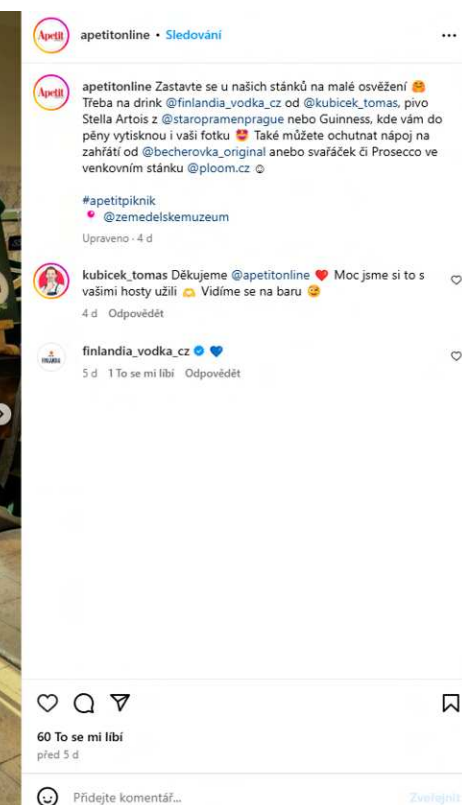 Apetit apetitonline • Sledování
Apetit apetitonline Zastavte se u našich stánků na malé osvěžení 🤗
Třeba na drink @finlandia_vodka_cz od @kubicek_tomas, pivo
Stella Artois z @staropramenprague nebo Guinness, kde vám do
pěny vytisknou i vaši fotku 😍 Také můžete ochutnat nápoj na
zahřátí od @becherovka_original anebo svařáček či Prosecco ve
venkovním stánku @ploom.cz ☺
#apetitpiknik
📍 @zemedelskemuzeum
Upraveno · 4 d
kubicek_tomas Děkujeme @apetitonline ❤️ Moc jsme si to s
vašimi hosty užili 🫶 Vidíme se na baru 😉
4 d Odpovědět
FINLANDIA finlandia_vodka_cz 💙
5 d 1 To se mi líbí Odpovědět
60 To se mi líbí
před 5 d
Přidejte komentář... Zveřejnit